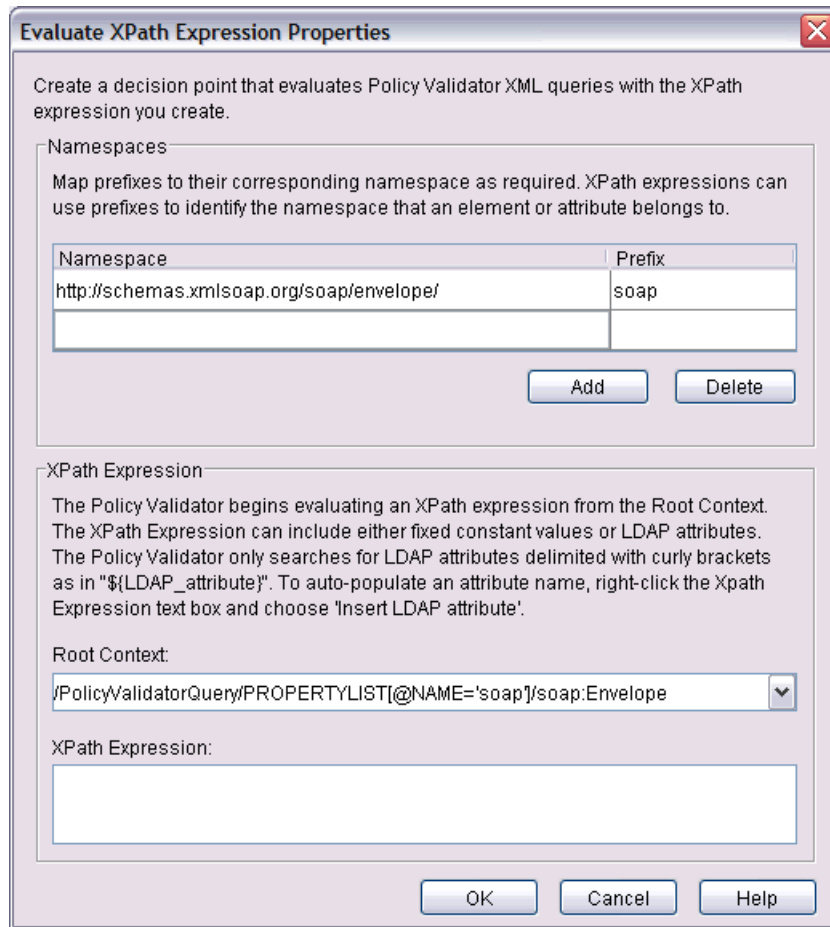 Evaluate XPath Expression Properties
Create a decision point that evaluates Policy Validator XML queries with the XPath
expression you create.
Namespaces
Map prefixes to their corresponding namespace as required. XPath expressions can
use prefixes to identify the namespace that an element or attribute belongs to.
Namespace Prefix
http://schemas.xmlsoap.org/soap/envelope/ soap
Add Delete
XPath Expression
The Policy Validator begins evaluating an XPath expression from the Root Context.
The XPath Expression can include either fixed constant values or LDAP attributes.
The Policy Validator only searches for LDAP attributes delimited with curly brackets
as in "${LDAP_attribute}". To auto-populate an attribute name, right-click the Xpath
Expression text box and choose 'Insert LDAP attribute'.
Root Context:
/PolicyValidatorQuery/PROPERTYLIST[@NAME='soap']/soap:Envelope
XPath Expression:
OK Cancel Help